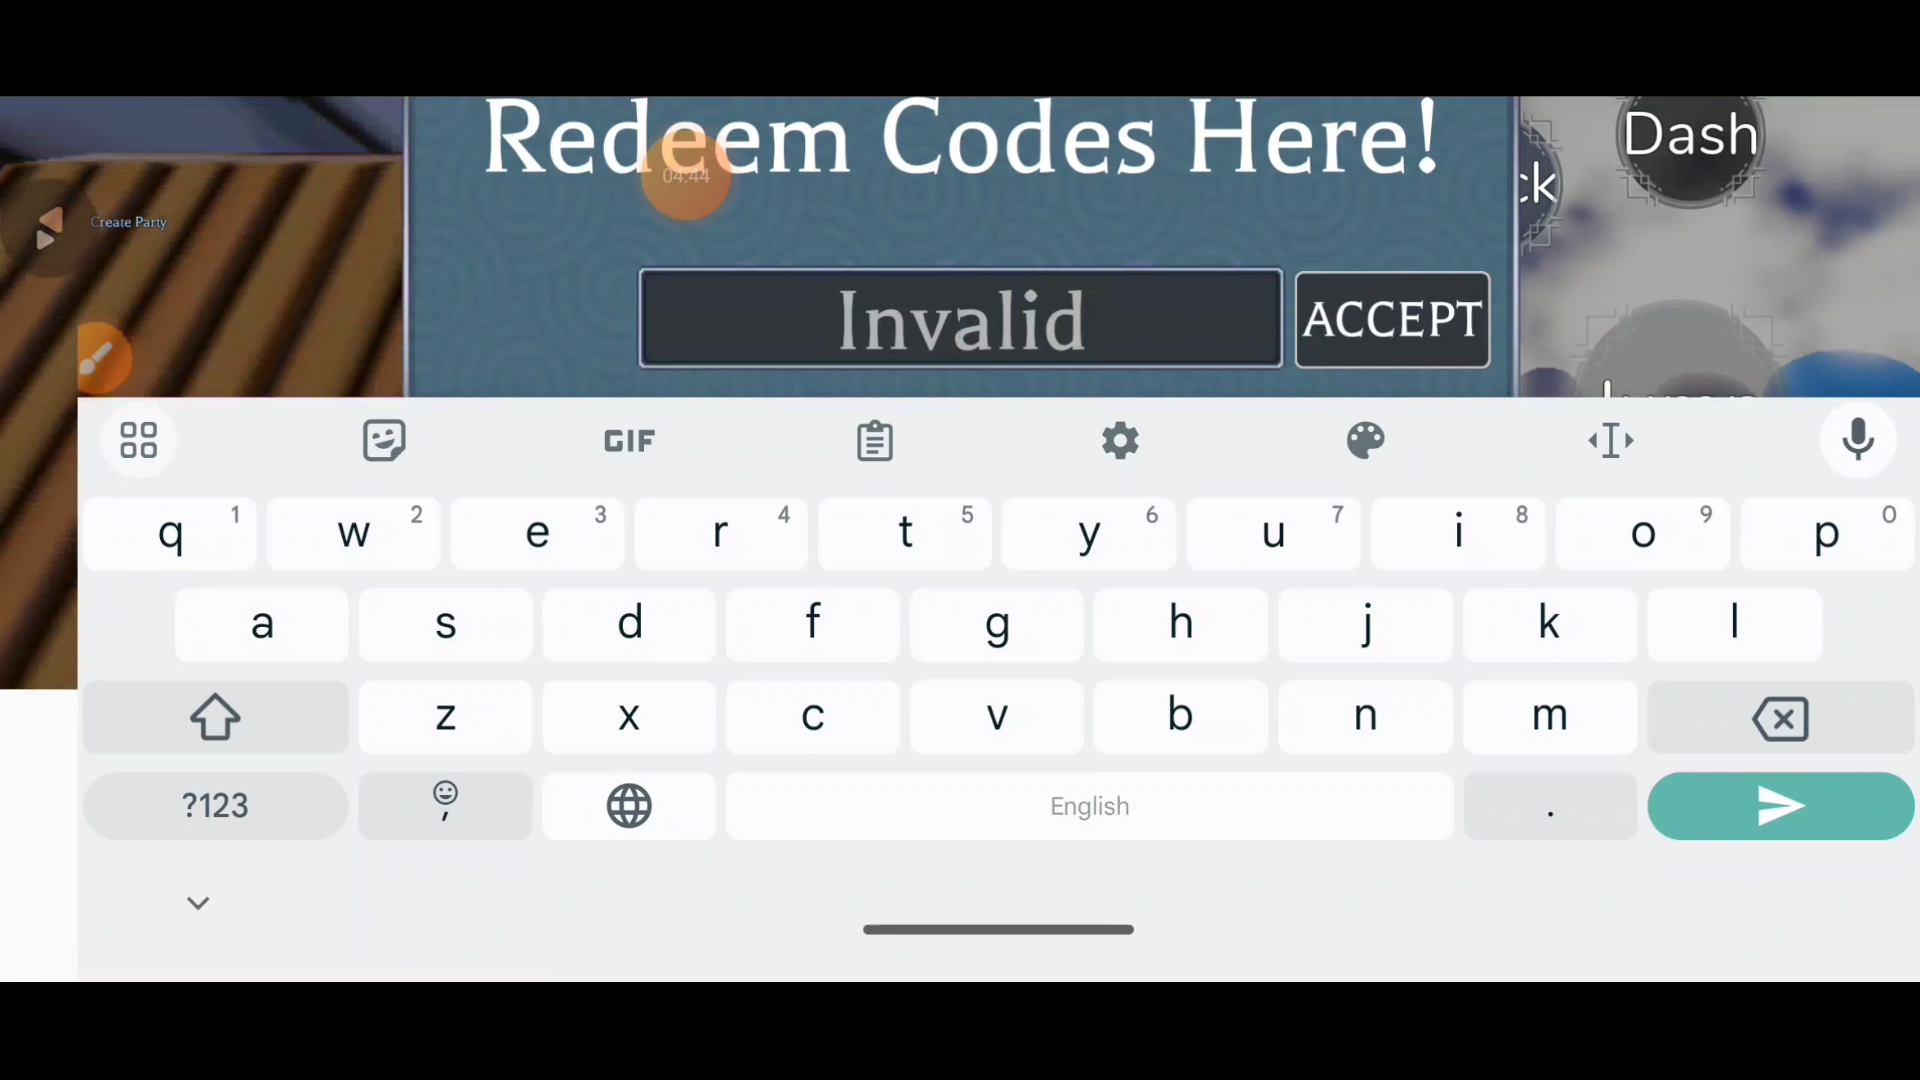 Redeem Codes Here!
Dash
ck
04:44
Create Party
Invalid
ACCEPT
GIF
q 1 w 2 e 3 r 4 t 5 y 6 u 7 i 8 o 9 p 0
a s d f g h j k l
z x c v b n m
?123 , English .